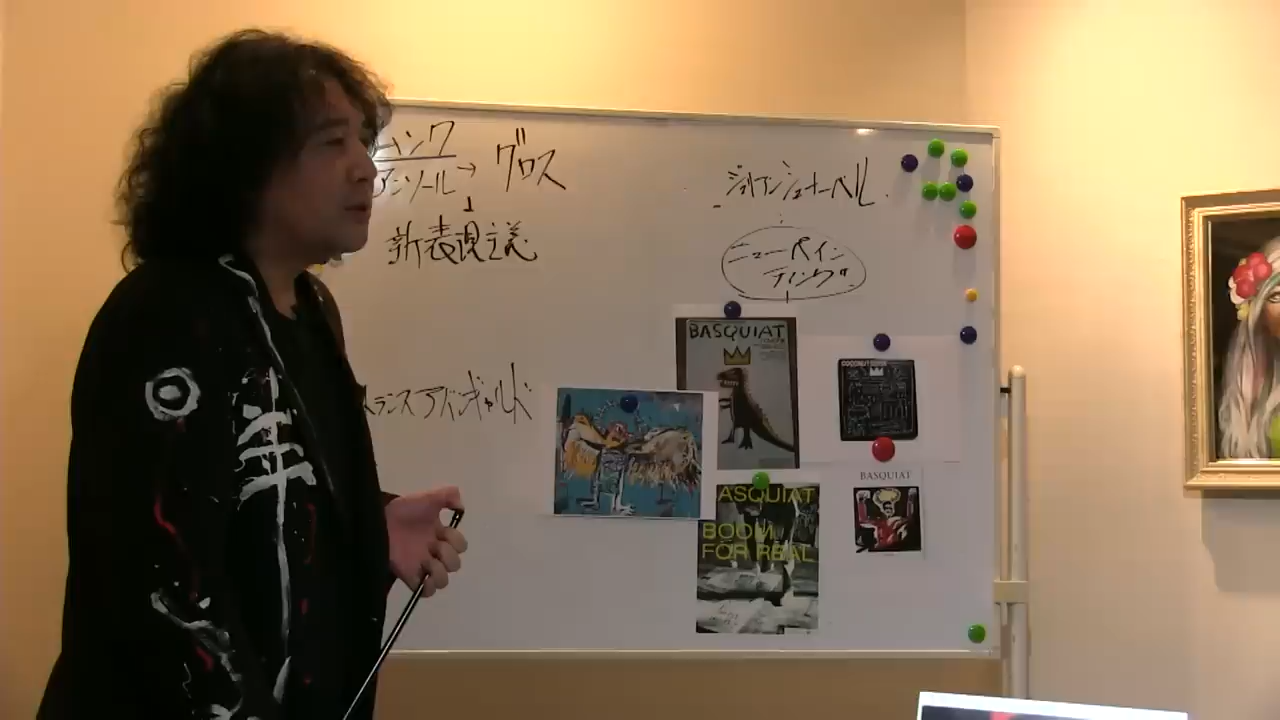 ムンク
アンソール → グロス
↓
新表現主義
トランスアバンギャルド
ジュリアンシュナーベル.
ニューペイン
ティング
BASQUIAT
BASQUIAT
ASQUIAT
BOOM
FOR REAL